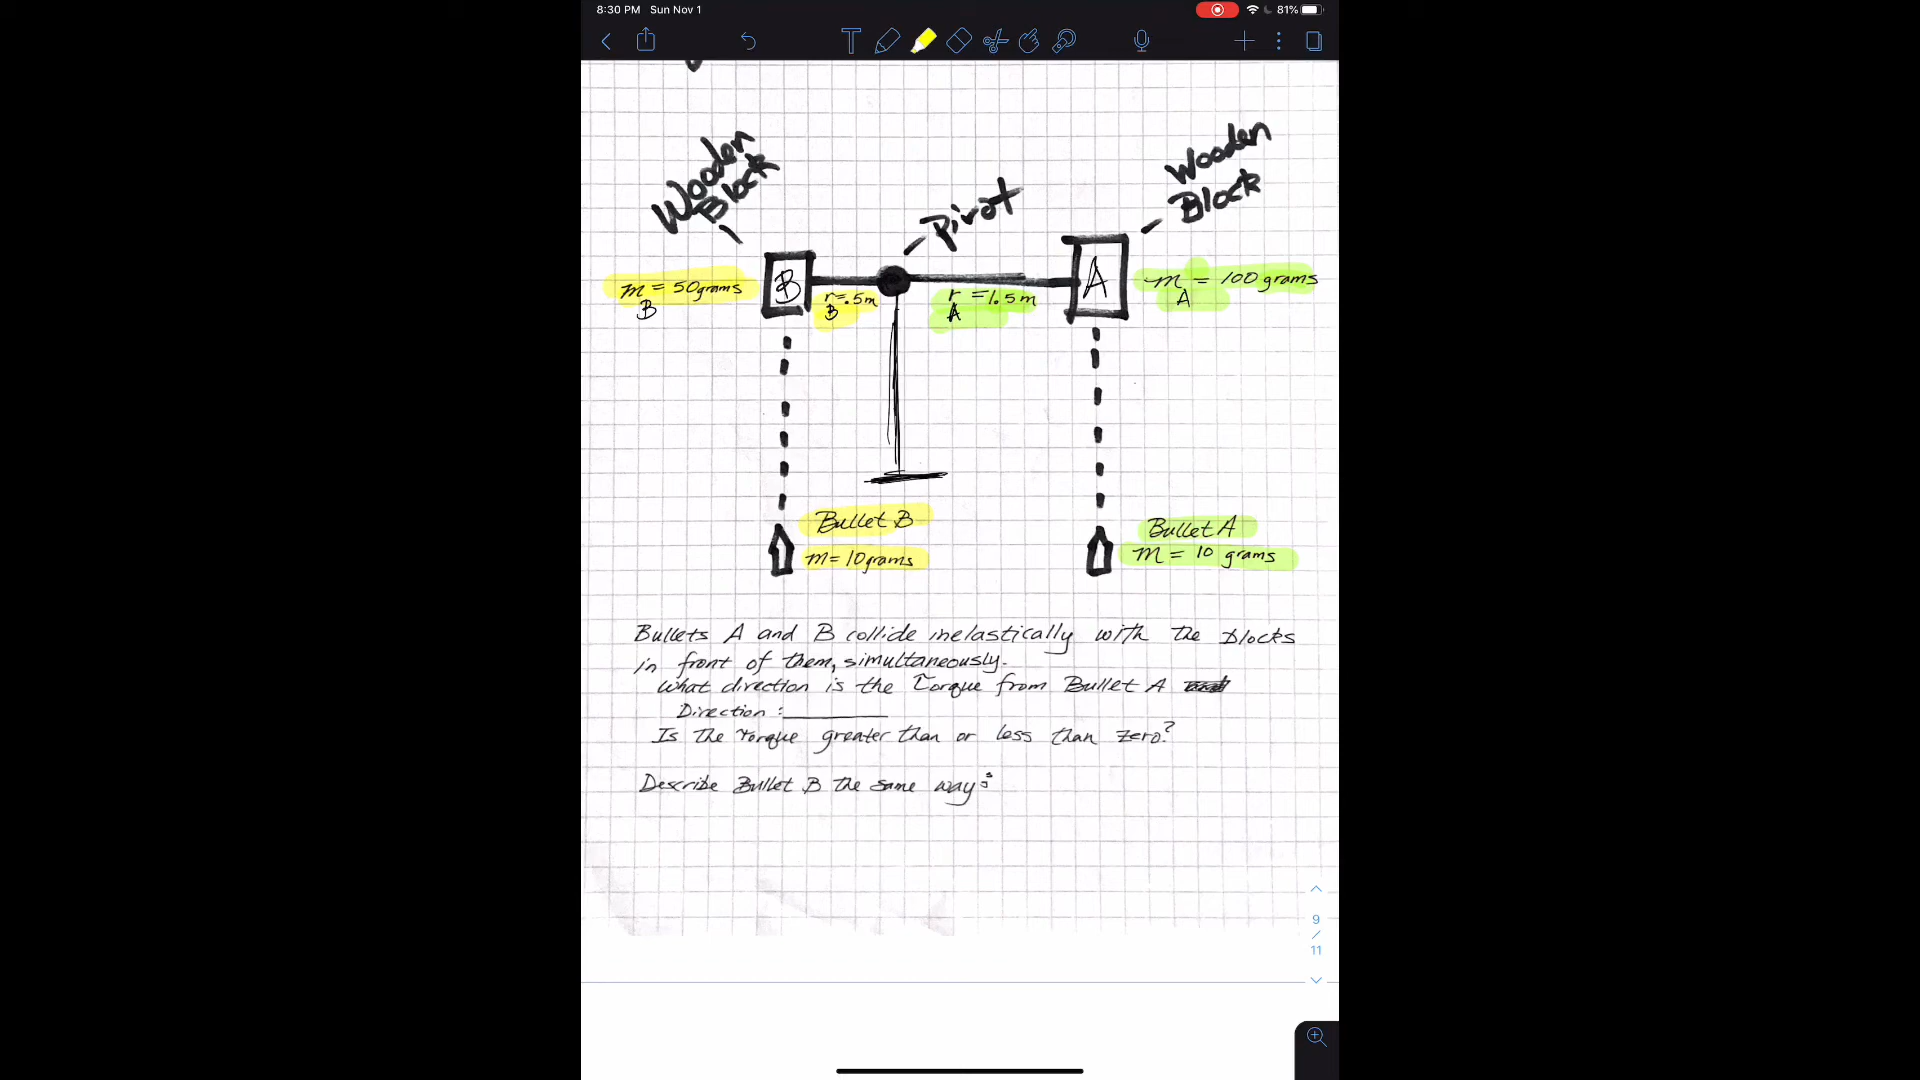 8:30 PM Sun Nov 1
81%
Wooden
Block
Wooden
Block
Pivot
B
A
m = 50grams
B
r=.5m
B
r =1.5m
A
m = 100 grams
A
Bullet B
m= 10grams
Bullet A
m = 10 grams
Bullets A and B collide inelastically with the blocks
in front of them, simultaneously.
What direction is the Torque from Bullet A
Direction :
Is the torque greater than or less than zero?
Describe Bullet B the same way:
9
/
11